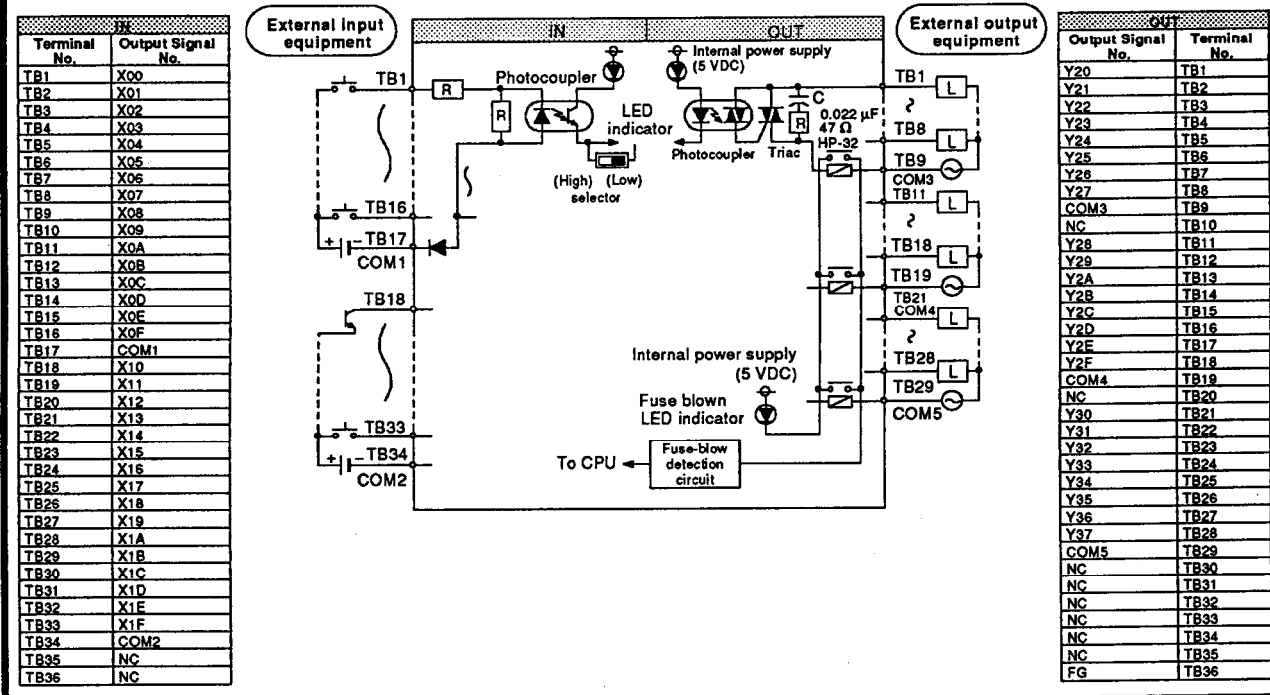 IN
Terminal No. Output Signal No.
TB1 X00
TB2 X01
TB3 X02
TB4 X03
TB5 X04
TB6 X05
TB7 X06
TB8 X07
TB9 X08
TB10 X09
TB11 X0A
TB12 X0B
TB13 X0C
TB14 X0D
TB15 X0E
TB16 X0F
TB17 COM1
TB18 X10
TB19 X11
TB20 X12
TB21 X13
TB22 X14
TB23 X15
TB24 X16
TB25 X17
TB26 X18
TB27 X19
TB28 X1A
TB29 X1B
TB30 X1C
TB31 X1D
TB32 X1E
TB33 X1F
TB34 COM2
TB35 NC
TB36 NC
External input
equipment
TB1
TB16
+ - TB17
COM1
TB18
TB33
+ - TB34
COM2
IN
OUT
R
Photocoupler
R
LED
indicator
(High) (Low)
selector
Internal power supply
(5 VDC)
Photocoupler
Triac
C
R
0.022 μF
47 Ω
HP-32
Internal power supply
(5 VDC)
Fuse blown
LED indicator
To CPU
Fuse-blow
detection
circuit
External output
equipment
TB1
L
TB8
L
TB9
COM3
TB11
L
TB18
L
TB19
TB21
COM4
L
TB28
L
TB29
COM5
OUT
Output Signal No. Terminal No.
Y20 TB1
Y21 TB2
Y22 TB3
Y23 TB4
Y24 TB5
Y25 TB6
Y26 TB7
Y27 TB8
COM3 TB9
NC TB10
Y28 TB11
Y29 TB12
Y2A TB13
Y2B TB14
Y2C TB15
Y2D TB16
Y2E TB17
Y2F TB18
COM4 TB19
NC TB20
Y30 TB21
Y31 TB22
Y32 TB23
Y33 TB24
Y34 TB25
Y35 TB26
Y36 TB27
Y37 TB28
COM5 TB29
NC TB30
NC TB31
NC TB32
NC TB33
NC TB34
NC TB35
FG TB36